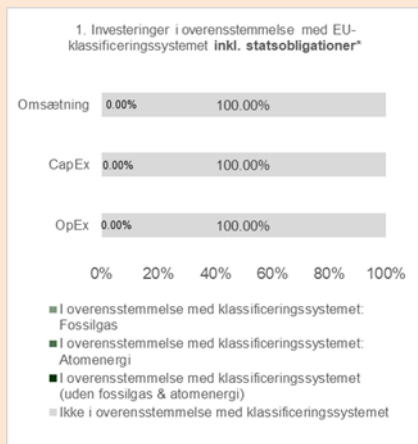 1. Investeringer i overensstemmelse med EU-
klassificeringssystemet inkl. statsobligationer*
Omsætning 0.00% 100.00%
CapEx 0.00% 100.00%
OpEx 0.00% 100.00%
0% 20% 40% 60% 80% 100%
I overensstemmelse med klassificeringssystemet:
Fossilgas
I overensstemmelse med klassificeringssystemet:
Atomenergi
I overensstemmelse med klassificeringssystemet
(uden fossilgas & atomenergi)
Ikke i overensstemmelse med klassificeringssystemet